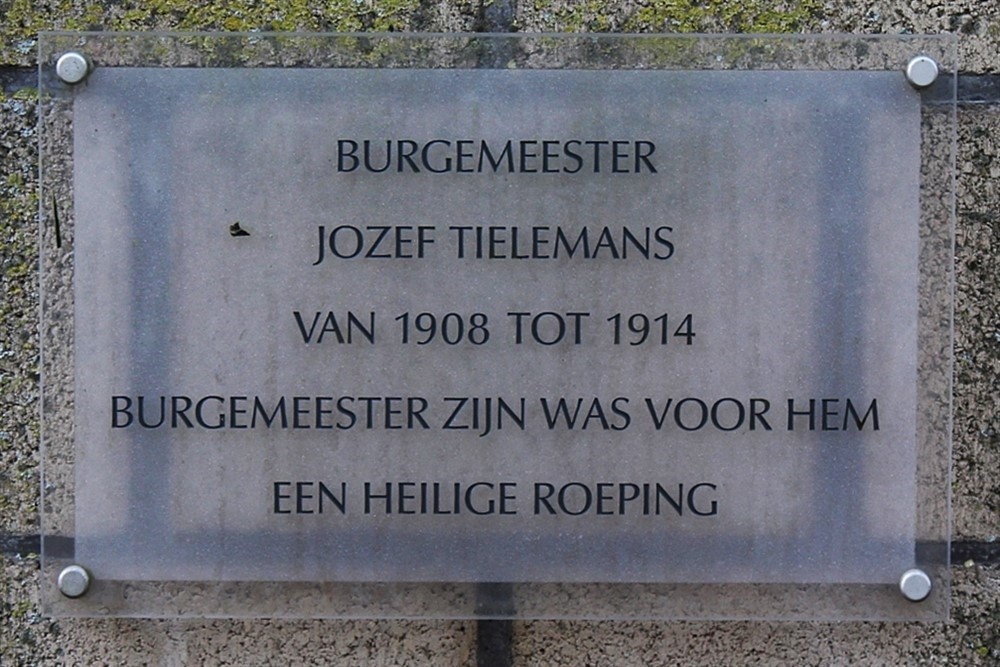 BURGEMEESTER
JOZEF TIELEMANS
VAN 1908 TOT 1914
BURGEMEESTER ZIJN WAS VOOR HEM
EEN HEILIGE ROEPING